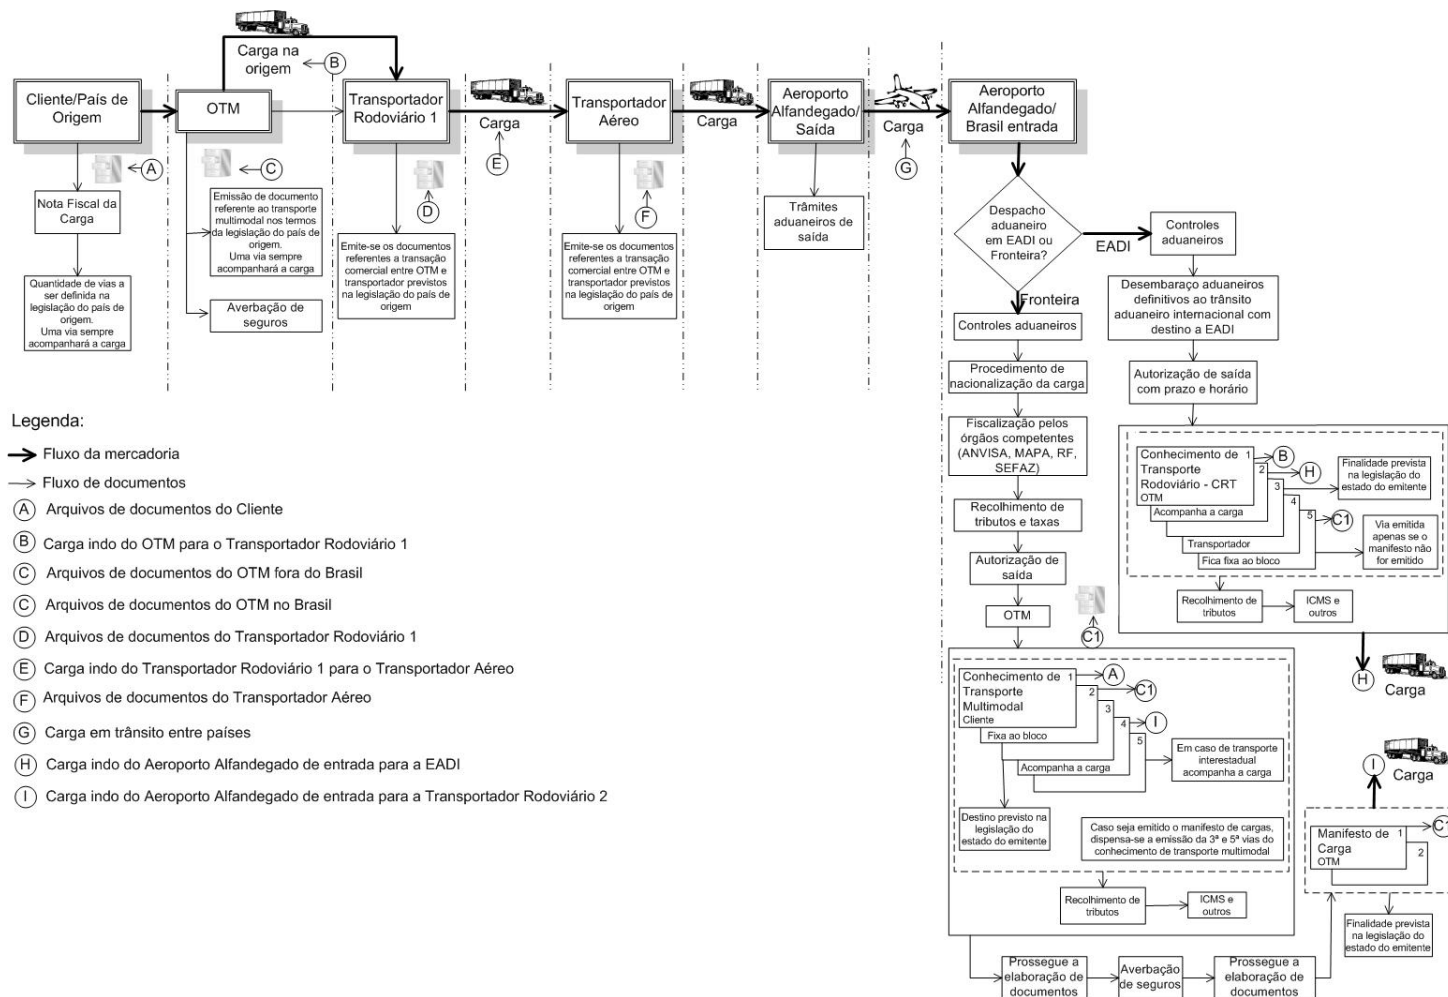 Carga na
origem
B
Cliente/País de
Origem
OTM
Transportador
Rodoviário 1
Carga
E
Transportador
Aéreo
Carga
Aeroporto
Alfandegado/
Saída
Carga
G
Aeroporto
Alfandegado/
Brasil entrada
A
Nota Fiscal da
Carga
Quantidade de vias a
ser definida na
legislação do país de
origem.
Uma via sempre
acompanhará a carga
C
Emissão de documento
referente ao transporte
multimodal nos termos
da legislação do país de
origem.
Uma via sempre
acompanhará a carga
Averbação de
seguros
D
Emite-se os documentos
referentes a transação
comercial entre OTM e
transportador previstos
na legislação do país de
origem
F
Emite-se os documentos
referentes a transação
comercial entre OTM e
transportador previstos
na legislação do país de
origem
Trâmites
aduaneiros de
saída
Despacho
aduaneiro
em EADI ou
Fronteira?
EADI
Fronteira
Controles
aduaneiros
Desembaraço aduaneiros
definitivos ao trânsito
aduaneiro internacional com
destino a EADI
Autorização de saída
com prazo e horário
Conhecimento de
Transporte
Rodoviário - CRT
OTM
1
B
2
H
Acompanha a carga
3
Finalidade prevista
na legislação do
estado do emitente
4
Transportador
5
C1
Fica fixa ao bloco
Via emitida
apenas se o
manifesto não
for emitido
Recolhimento de
tributos
ICMS e
outros
H
Carga
Controles aduaneiros
Procedimento de
nacionalização da carga
Fiscalização pelos
órgãos competentes
(ANVISA, MAPA, RF,
SEFAZ)
Recolhimento de
tributos e taxas
Autorização de
saída
OTM
C1
Conhecimento de
Transporte
Multimodal
Cliente
1
A
2
C1
Fixa ao bloco
3
4
I
Acompanha a carga
5
Em caso de transporte
interestadual
acompanha a carga
Destino previsto na
legislação do
estado do emitente
Caso seja emitido o manifesto de cargas,
dispensa-se a emissão da 3ª e 5ª vias do
conhecimento de transporte multimodal
Recolhimento de
tributos
ICMS e
outros
Prossegue a
elaboração de
documentos
Averbação
de seguros
Prossegue a
elaboração de
documentos
I
Carga
Manifesto de
Carga
OTM
1
C1
2
Finalidade prevista
na legislação do
estado do emitente
Legenda:
Fluxo da mercadoria
Fluxo de documentos
A Arquivos de documentos do Cliente
B Carga indo do OTM para o Transportador Rodoviário 1
C Arquivos de documentos do OTM fora do Brasil
C Arquivos de documentos do OTM no Brasil
D Arquivos de documentos do Transportador Rodoviário 1
E Carga indo do Transportador Rodoviário 1 para o Transportador Aéreo
F Arquivos de documentos do Transportador Aéreo
G Carga em trânsito entre países
H Carga indo do Aeroporto Alfandegado de entrada para a EADI
I Carga indo do Aeroporto Alfandegado de entrada para a Transportador Rodoviário 2